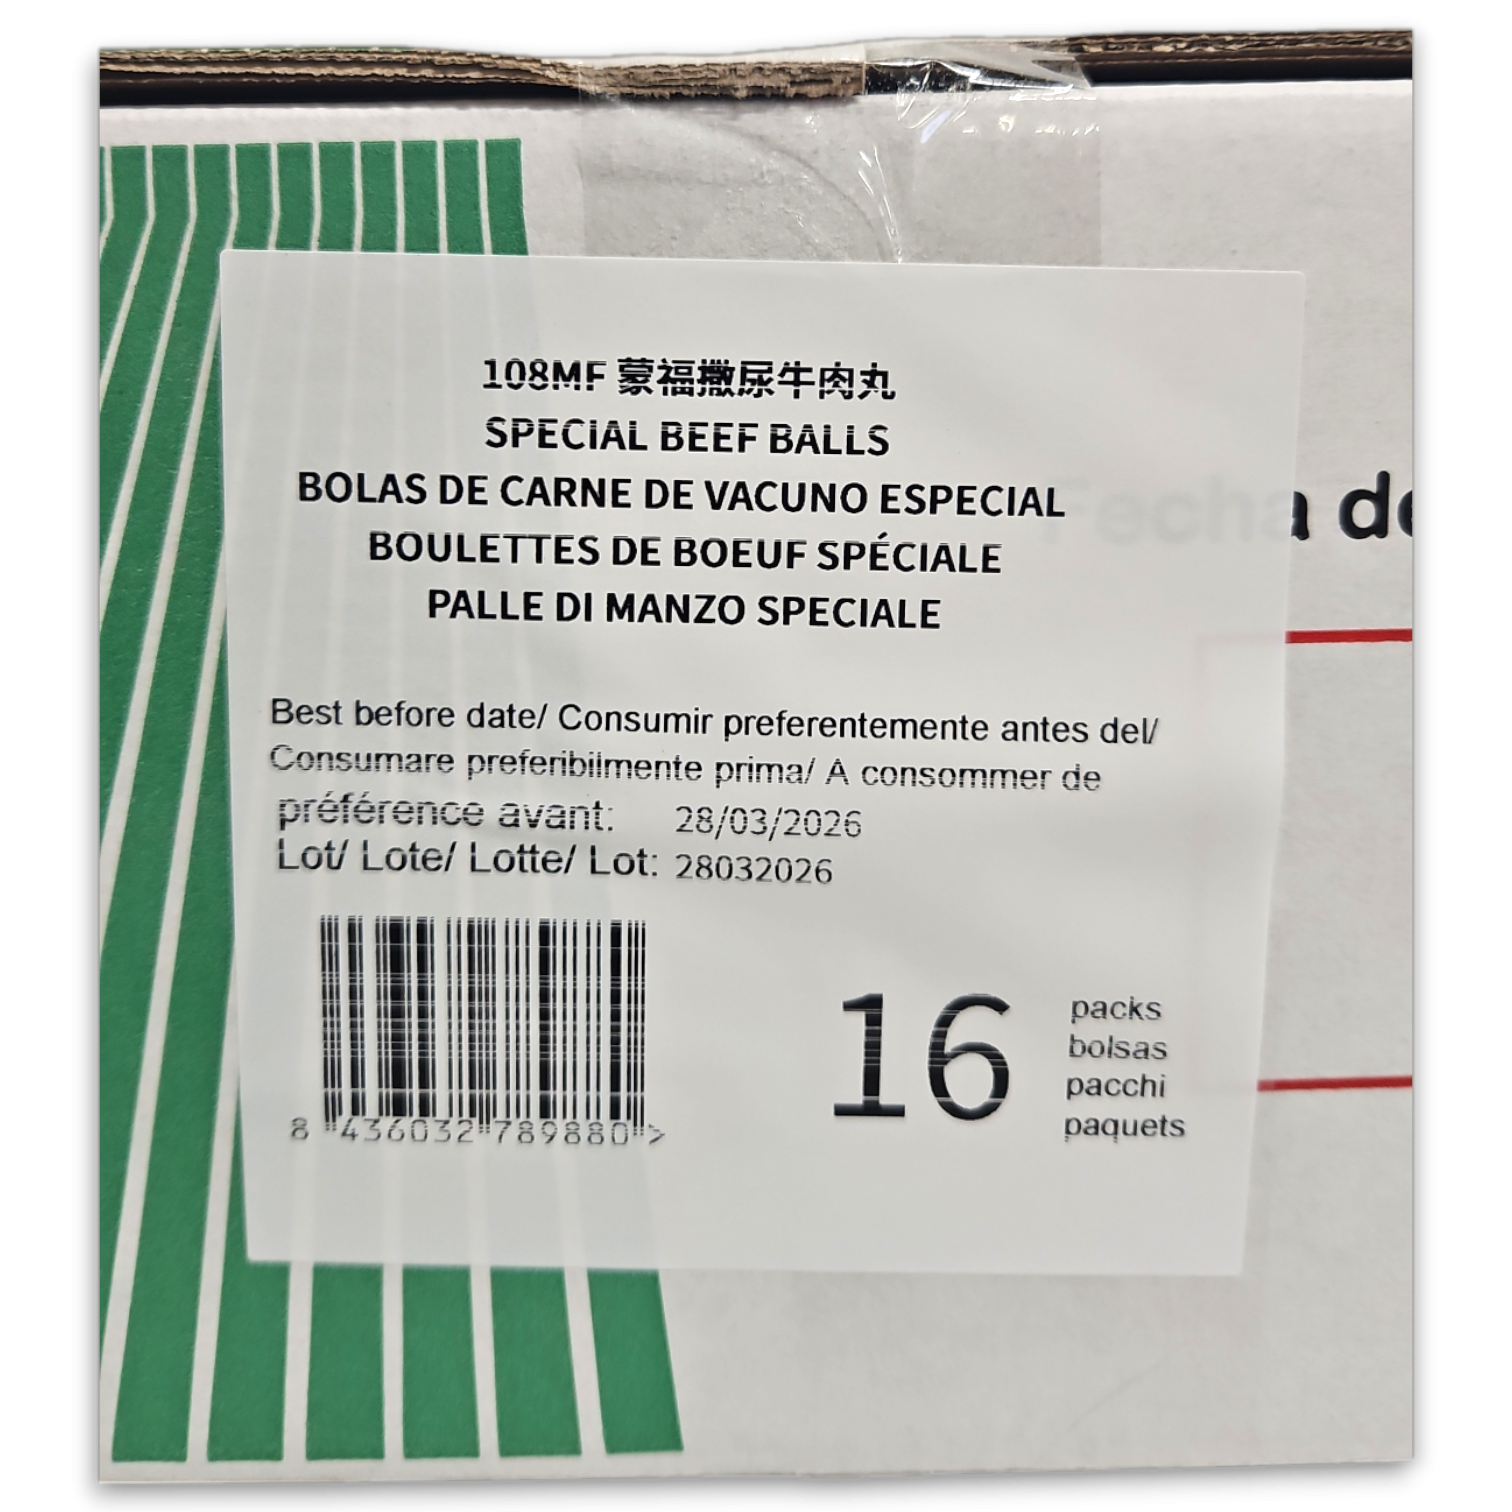 108MF 蒙福撒尿牛肉丸
SPECIAL BEEF BALLS
BOLAS DE CARNE DE VACUNO ESPECIAL
BOULETTES DE BOEUF SPÉCIALE
PALLE DI MANZO SPECIALE
Fecha de
Best before date/ Consumir preferentemente antes del/
Consumare preferibilmente prima/ A consommer de
préférence avant: 28/03/2026
Lot/ Lote/ Lotte/ Lot: 28032026
8 436032 789880 >
16
packs
bolsas
pacchi
paquets